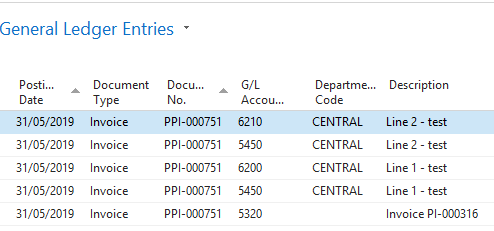 General Ledger Entries
Posti... Document Docu... G/L Departme... Description
Date Type No. Accou... Code
31/05/2019 Invoice PPI-000751 6210 CENTRAL Line 2 - test
31/05/2019 Invoice PPI-000751 5450 CENTRAL Line 2 - test
31/05/2019 Invoice PPI-000751 6200 CENTRAL Line 1 - test
31/05/2019 Invoice PPI-000751 5450 CENTRAL Line 1 - test
31/05/2019 Invoice PPI-000751 5320 Invoice PI-000316